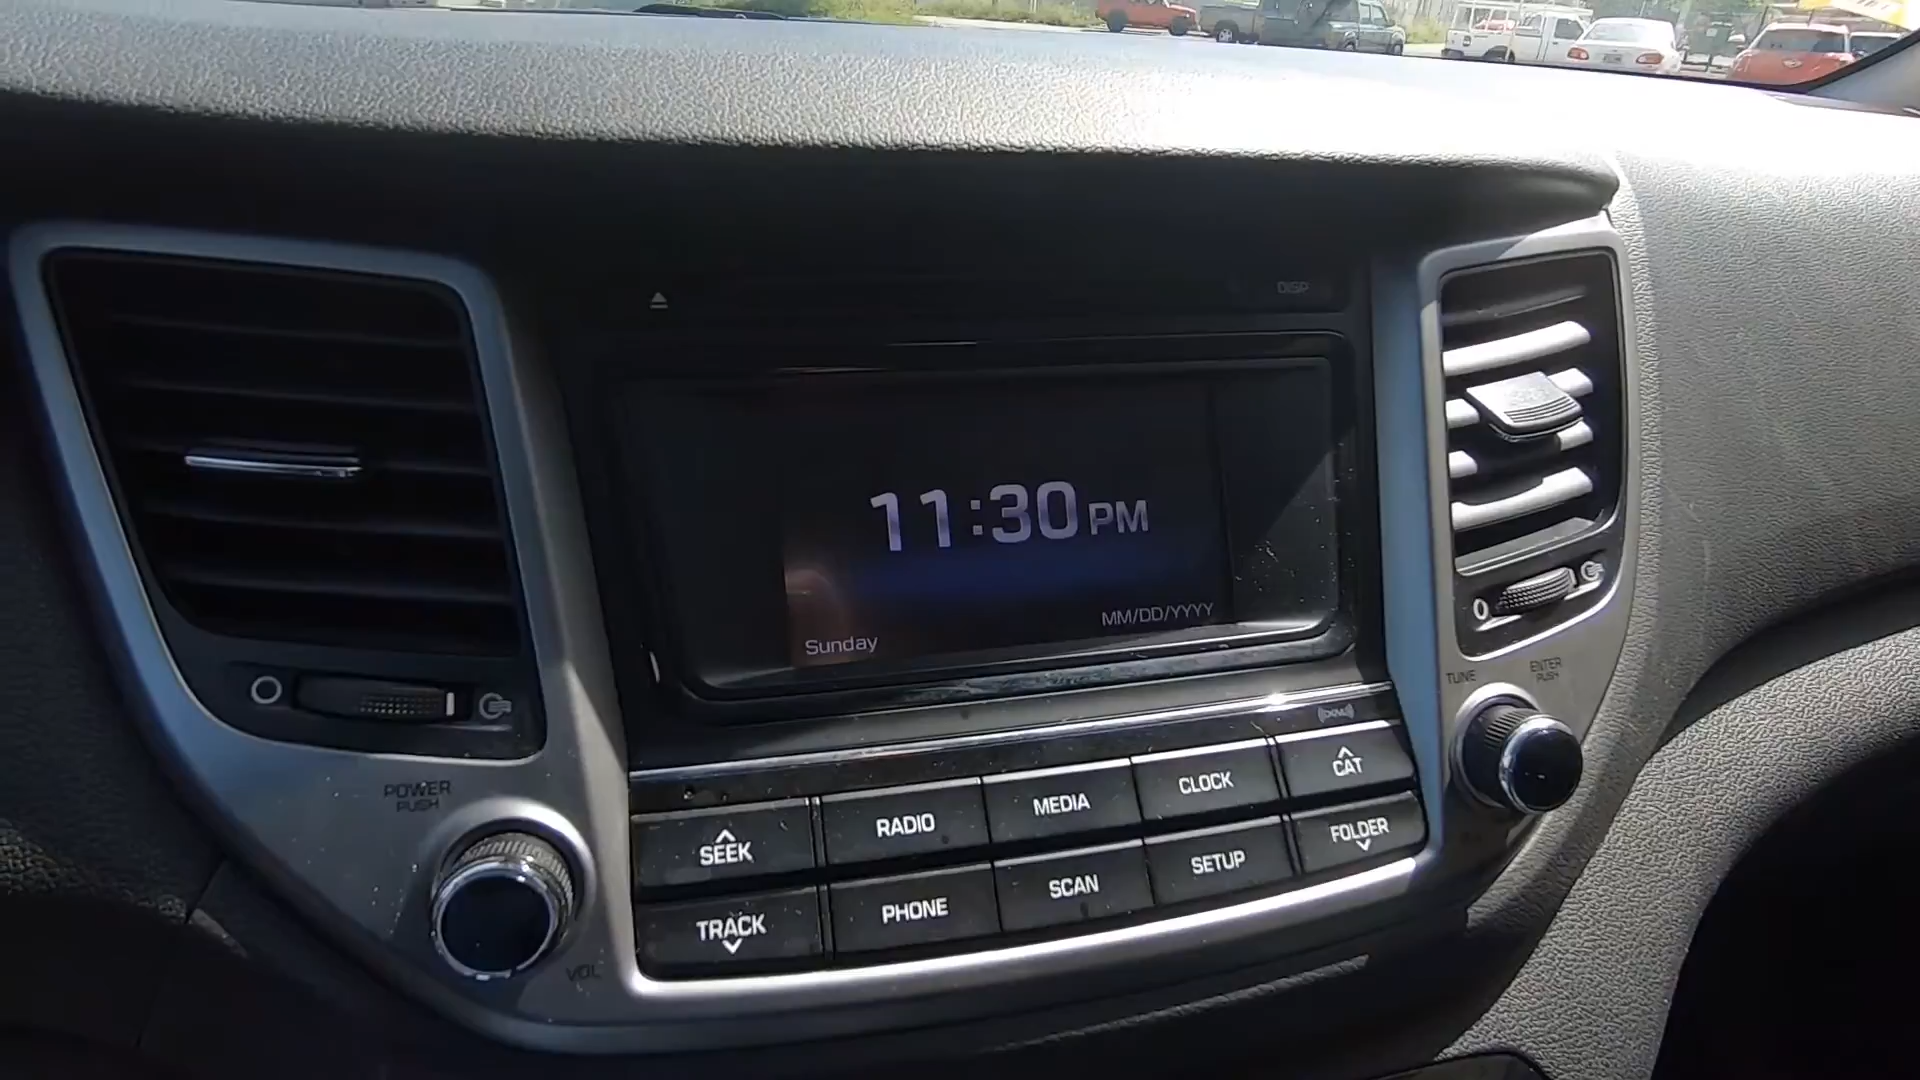 DISP
11:30 PM
MM/DD/YYYY
Sunday
TUNE
ENTER
PUSH
POWER
PUSH
VOL
SEEK
RADIO
MEDIA
CLOCK
CAT
TRACK
PHONE
SCAN
SETUP
FOLDER